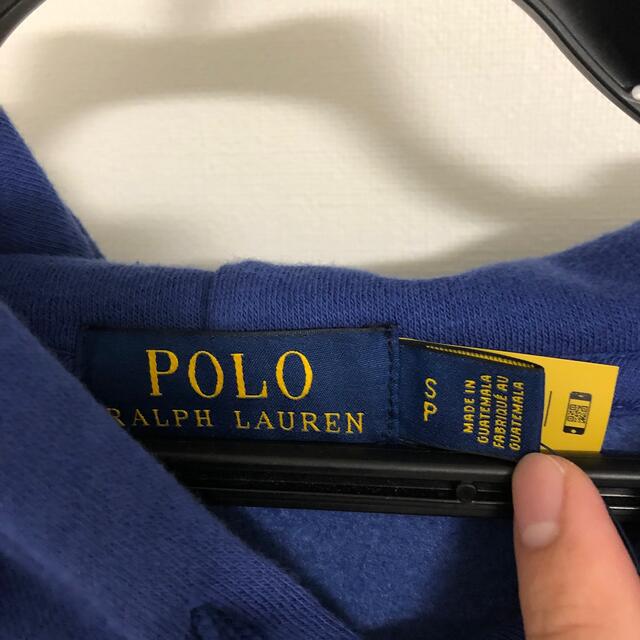 POLO
RALPH LAUREN
S
P
MADE IN
GUATEMALA
FABRIQUÉ AU
GUATEMALA